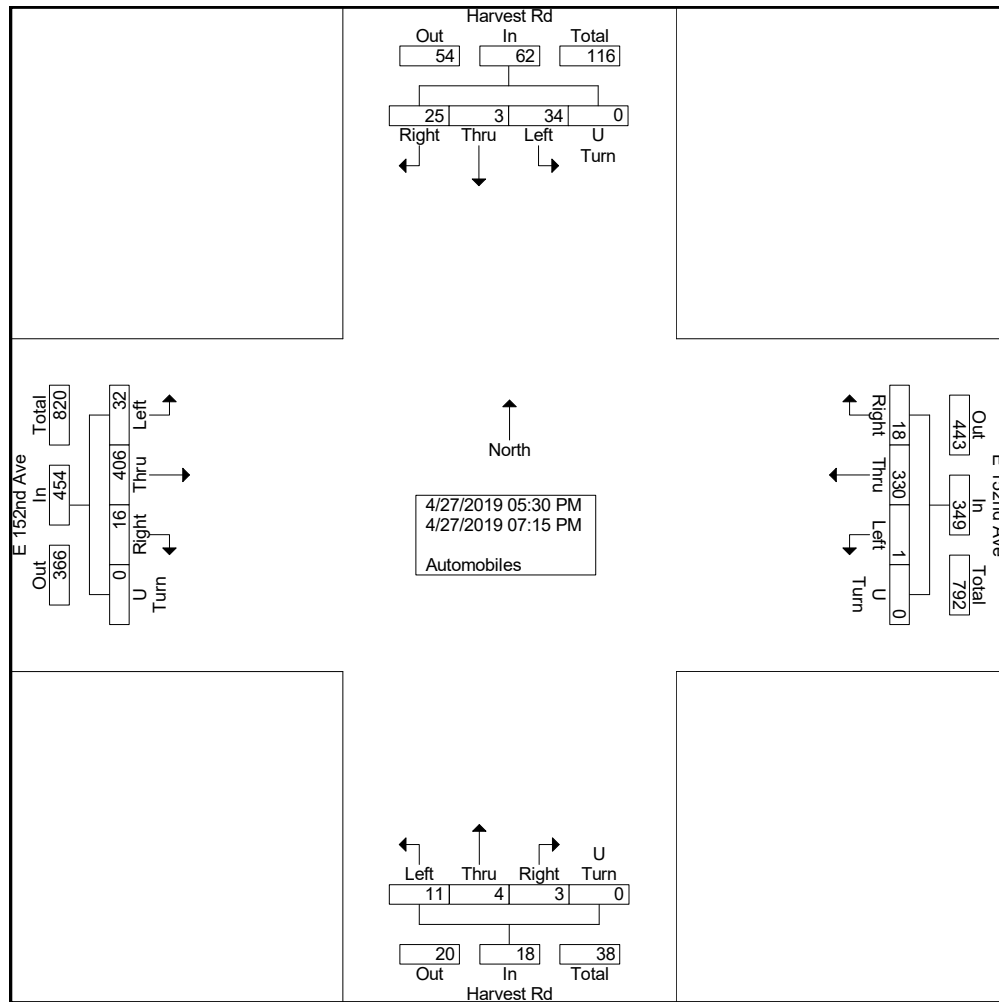 Harvest Rd
Out In Total
54 62 116
25 3 34 0
Right Thru Left U
Turn
E 152nd Ave
Total In Out
820 454 366
32 406 16 0
Left Thru Right U
Turn
North
4/27/2019 05:30 PM
4/27/2019 07:15 PM
Automobiles
Right Thru Left U
Turn
18 330 1 0
Out In Total
443 349 792
E 152nd Ave
U
Left Thru Right Turn
11 4 3 0
20 18 38
Out In Total
Harvest Rd